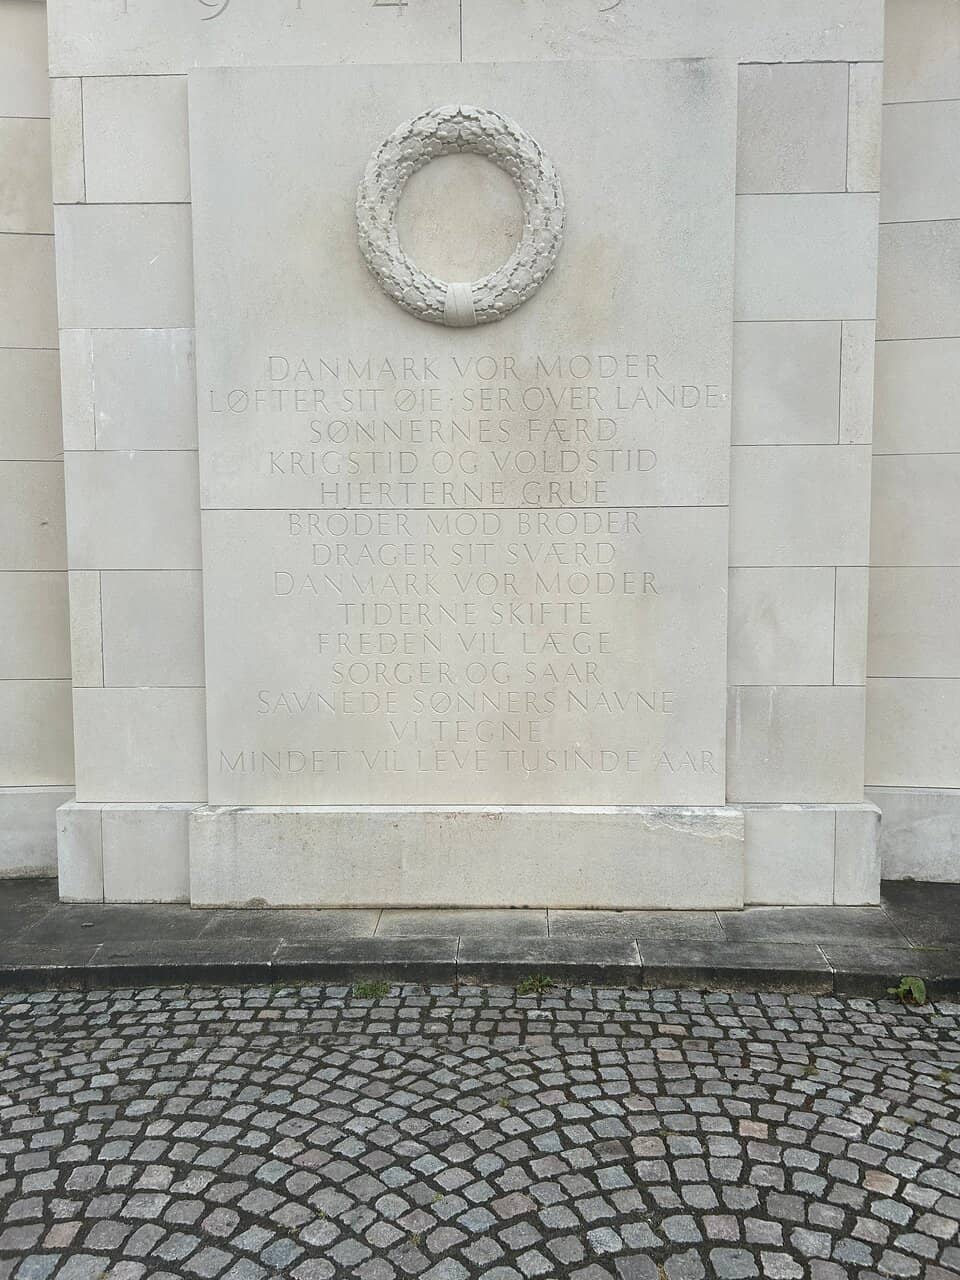 1914
DANMARK VOR MODER
LØFTER SIT ØJE · SER OVER LANDE
SØNNERNES FÆRD
KRIGSTID OG VOLDSTID
HJERTERNE GRUE
BRODER MOD BRODER
DRAGER SIT SVÆRD
DANMARK VOR MODER
TIDERNE SKIFTE
FREDEN VIL LÆGE
SORGER OG SAAR
SAVNEDE SØNNERS NAVNE
VI TEGNE
MINDET VIL LEVE TUSINDE AAR